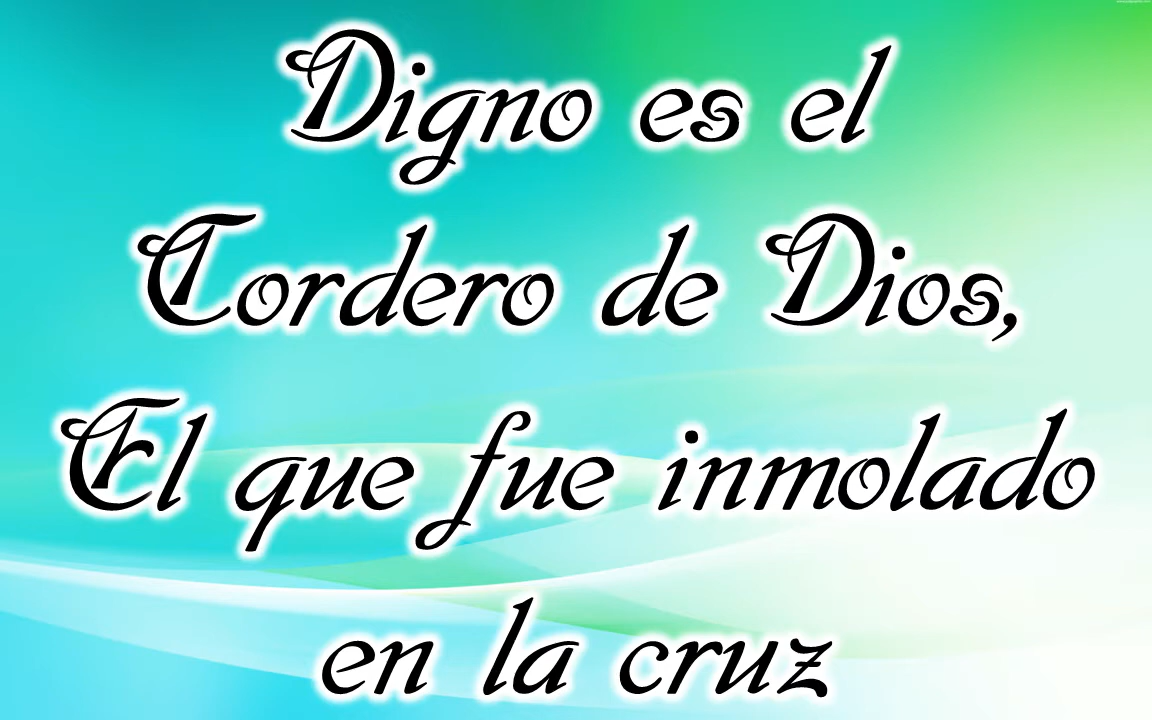 Digno es el
Cordero de Dios,
El que fue inmolado
en la cruz